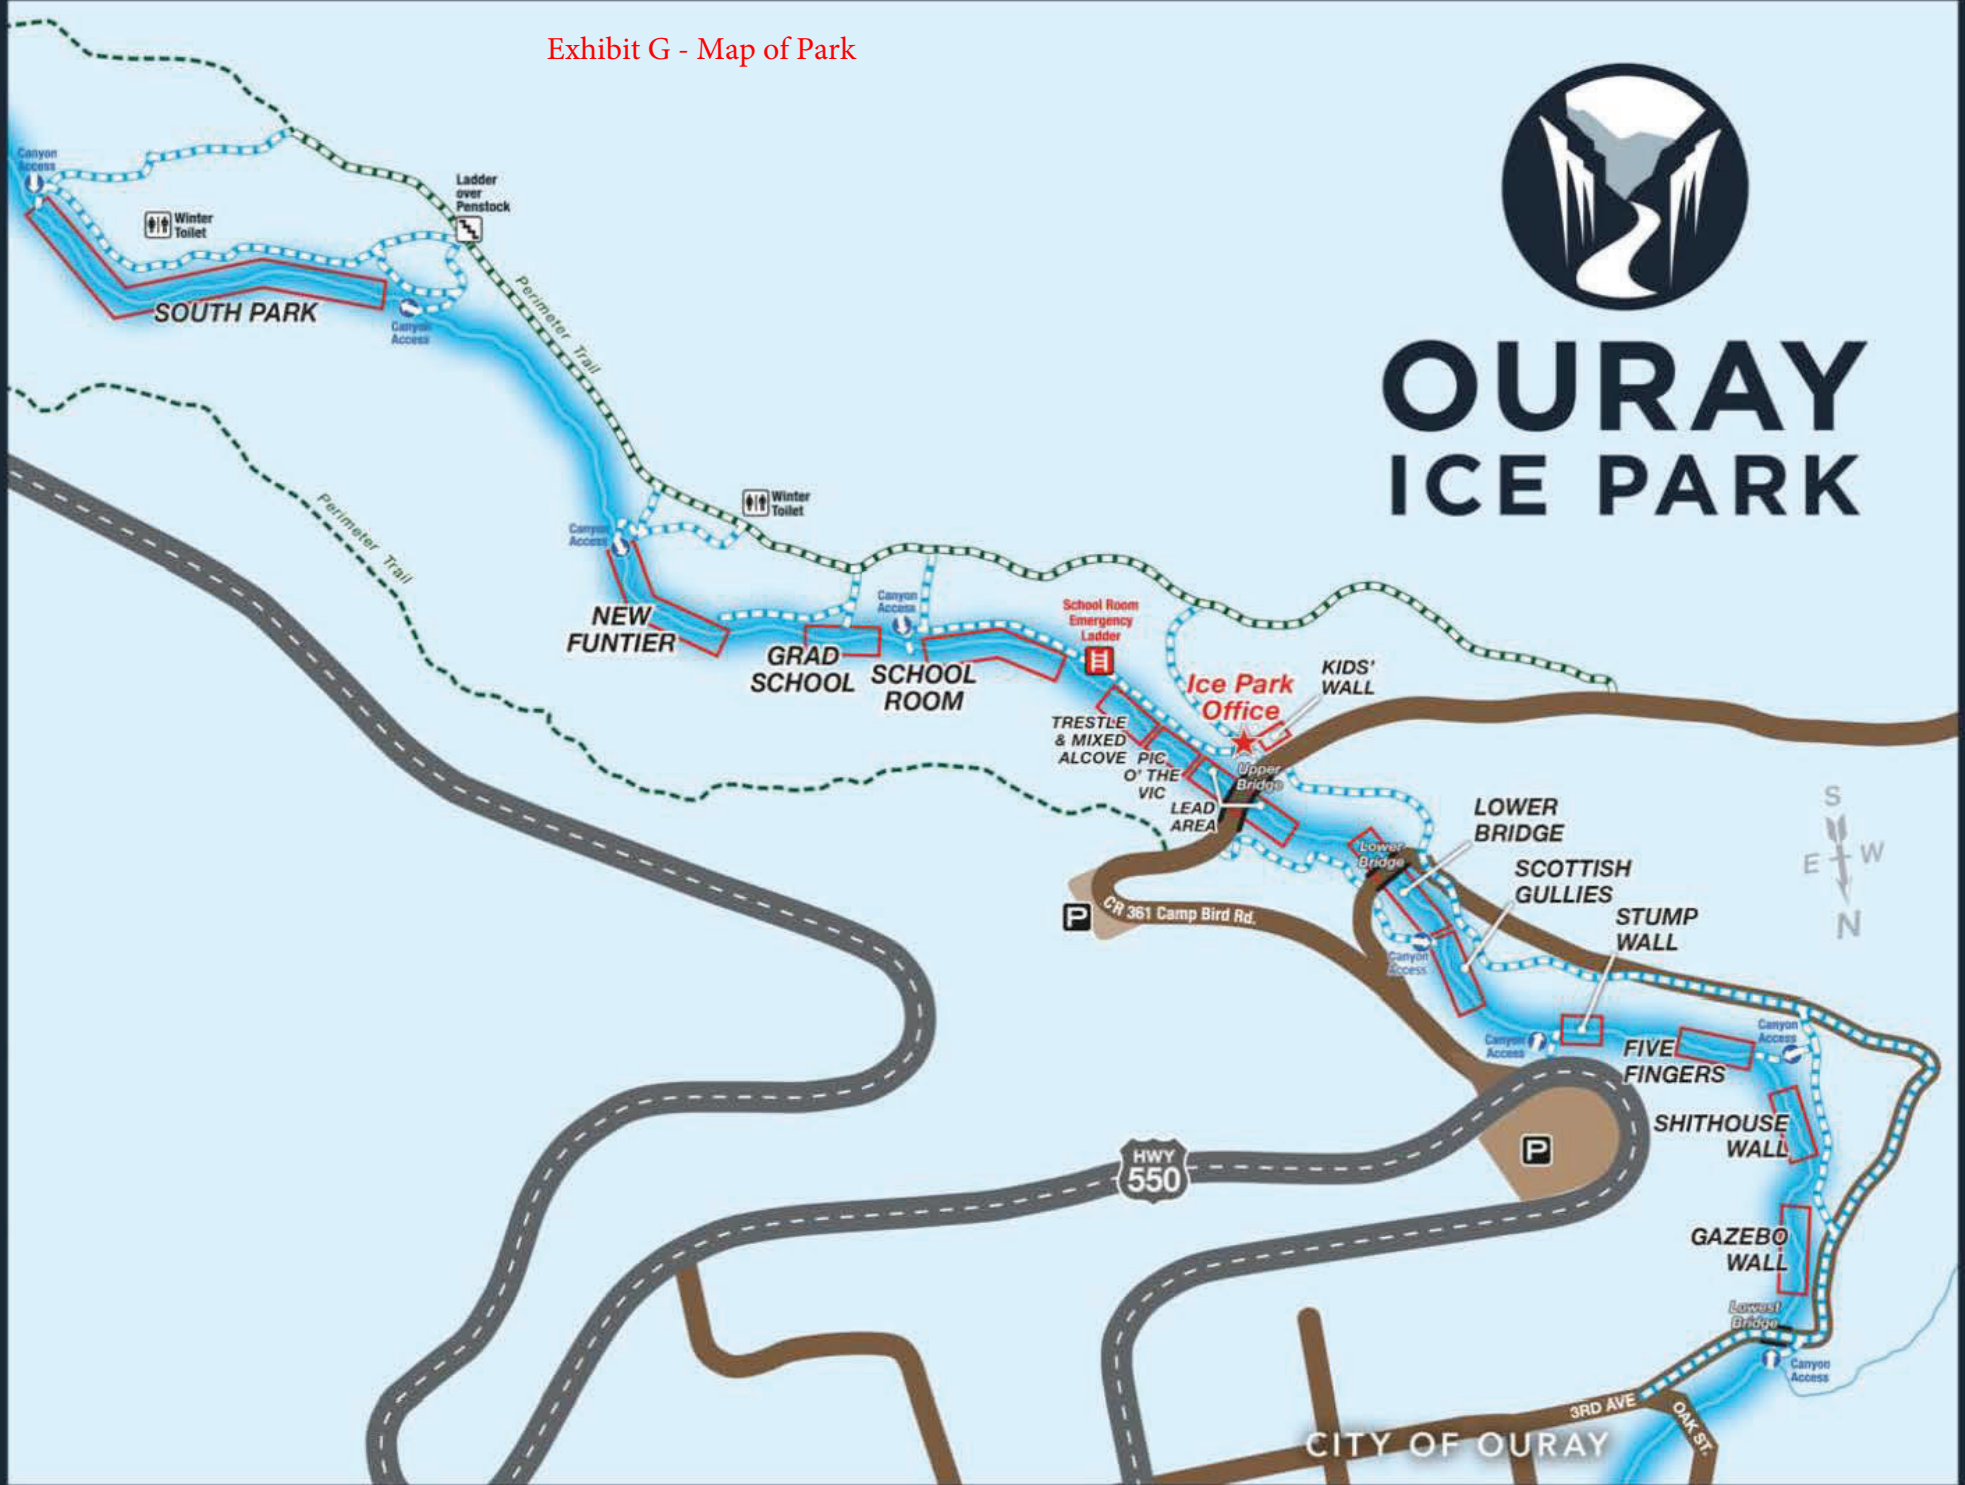 Exhibit G - Map of Park
OURAY
ICE PARK
Canyon
Access
Winter
Toilet
Ladder
over
Penstock
SOUTH PARK
Canyon
Access
Perimeter Trail
Perimeter Trail
Winter
Toilet
Canyon
Access
NEW
FUNTIER
GRAD
SCHOOL
Canyon
Access
SCHOOL
ROOM
School Room
Emergency
Ladder
Ice Park
Office
KIDS'
WALL
TRESTLE
& MIXED
ALCOVE
PIC
O' THE
VIC
LEAD
AREA
Upper
Bridge
Lower
Bridge
LOWER
BRIDGE
SCOTTISH
GULLIES
STUMP
WALL
S
E W
N
P
CR 361 Camp Bird Rd.
Canyon
Access
Canyon
Access
FIVE
FINGERS
Canyon
Access
SHITHOUSE
WALL
P
HWY
550
GAZEBO
WALL
Lowest
Bridge
Canyon
Access
3RD AVE
OAK ST.
CITY OF OURAY